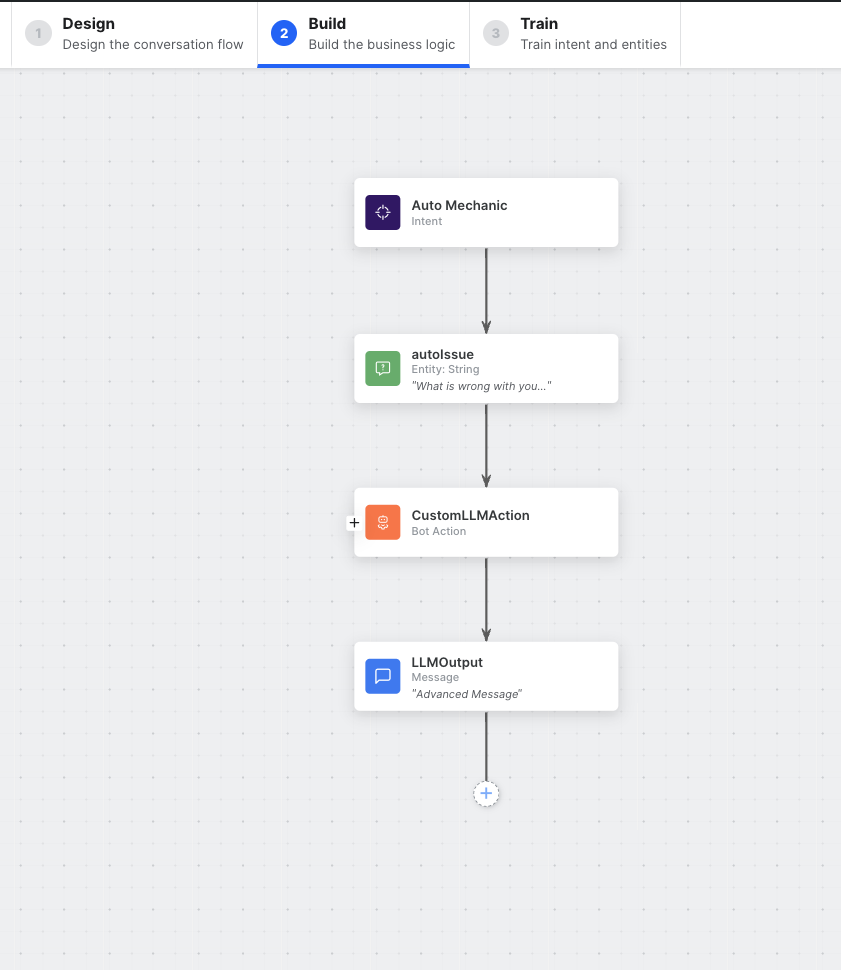 1
Design
Design the conversation flow
2
Build
Build the business logic
3
Train
Train intent and entities
Auto Mechanic
Intent
autoIssue
Entity: String
"What is wrong with you..."
CustomLLMAction
Bot Action
LLMOutput
Message
"Advanced Message"